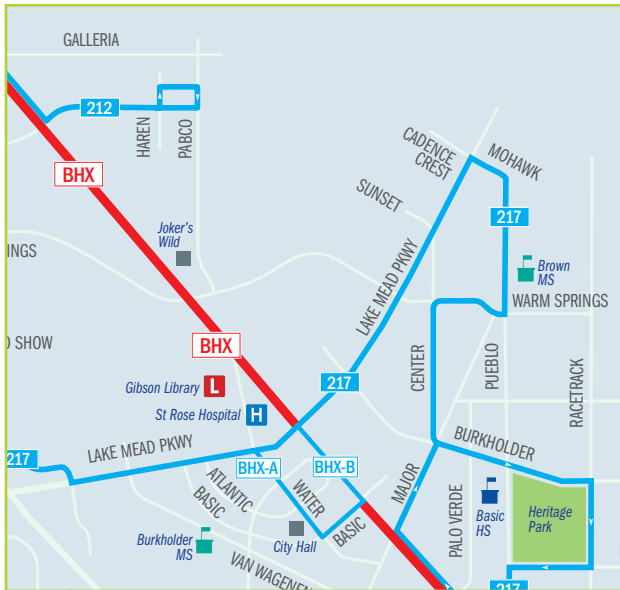 GALLERIA
212
HAREN
PABCO
BHX
CADENCE
CREST
MOHAWK
SUNSET
217
Joker's
Wild
INGS
LAKE MEAD PKWY
Brown
MS
WARM SPRINGS
O SHOW
BHX
217
CENTER
PUEBLO
RACETRACK
Gibson Library
L
St Rose Hospital
H
LAKE MEAD PKWY
217
BHX-A
BHX-B
BURKHOLDER
ATLANTIC
BASIC
WATER
BASIC
MAJOR
PALO VERDE
Basic
HS
Heritage
Park
Burkholder
MS
City Hall
VAN WAGENEN
217